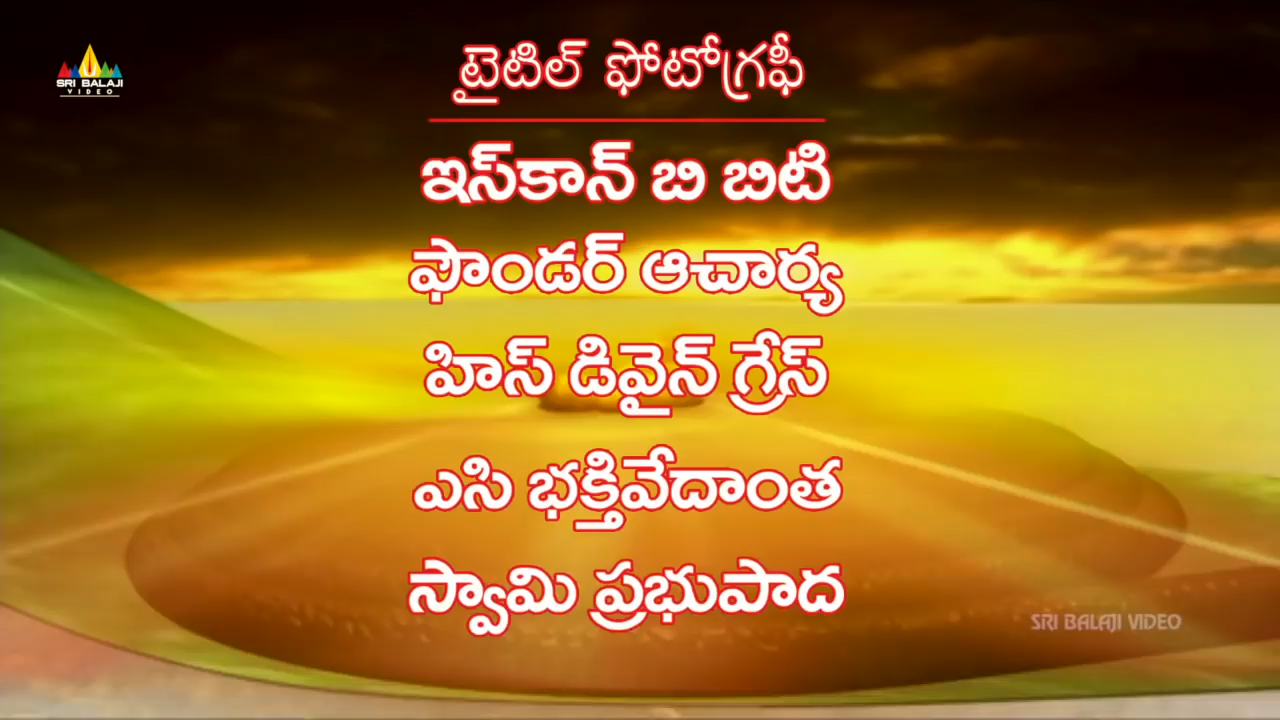 SRI BALAJI
VIDEO
టైటిల్ ఫోటోగ్రఫీ
ఇస్‌కాన్ బి బిటి
ఫౌండర్ ఆచార్య
హిస్ డివైన్ గ్రేస్
ఎసి భక్తివేదాంత
స్వామి ప్రభుపాద
SRI BALAJI VIDEO